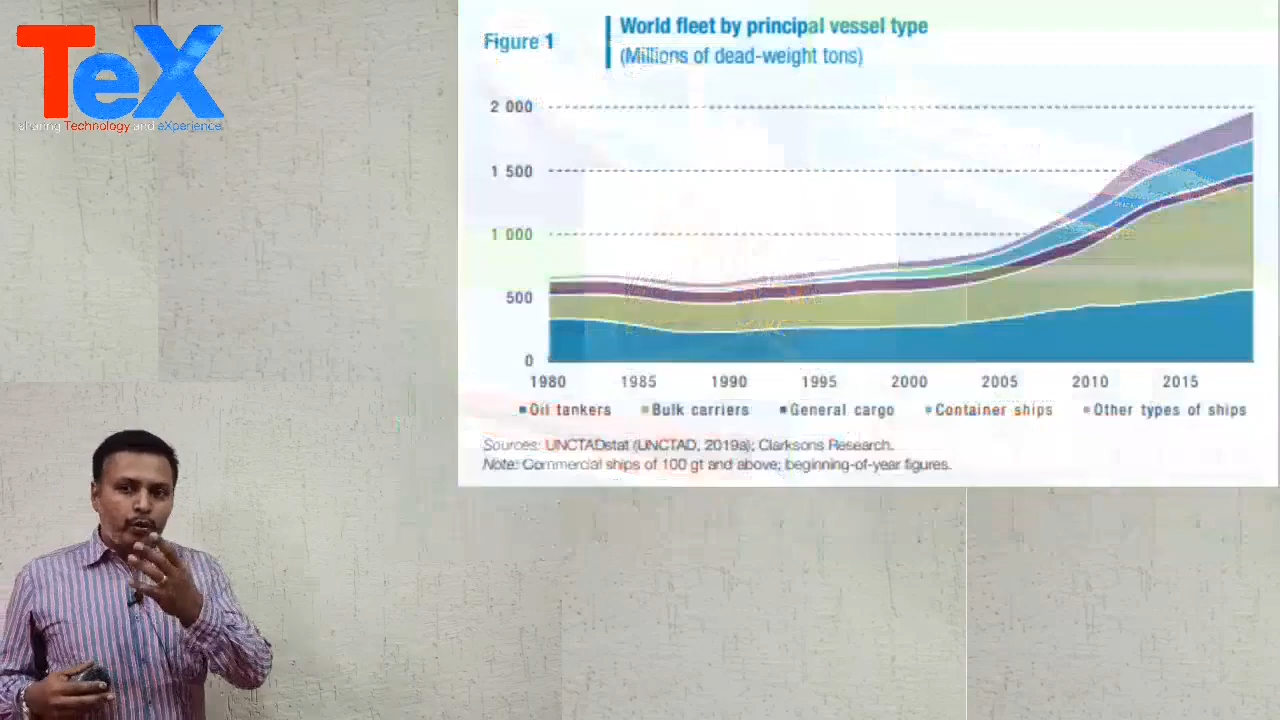 TeX
sharing Technology and eXperience
Figure 1
World fleet by principal vessel type
(Millions of dead-weight tons)
2 000
1 500
1 000
500
0
1980 1985 1990 1995 2000 2005 2010 2015
Oil tankers Bulk carriers General cargo Container ships Other types of ships
Sources: UNCTADstat (UNCTAD, 2019a); Clarksons Research.
Note: Commercial ships of 100 gt and above; beginning-of-year figures.